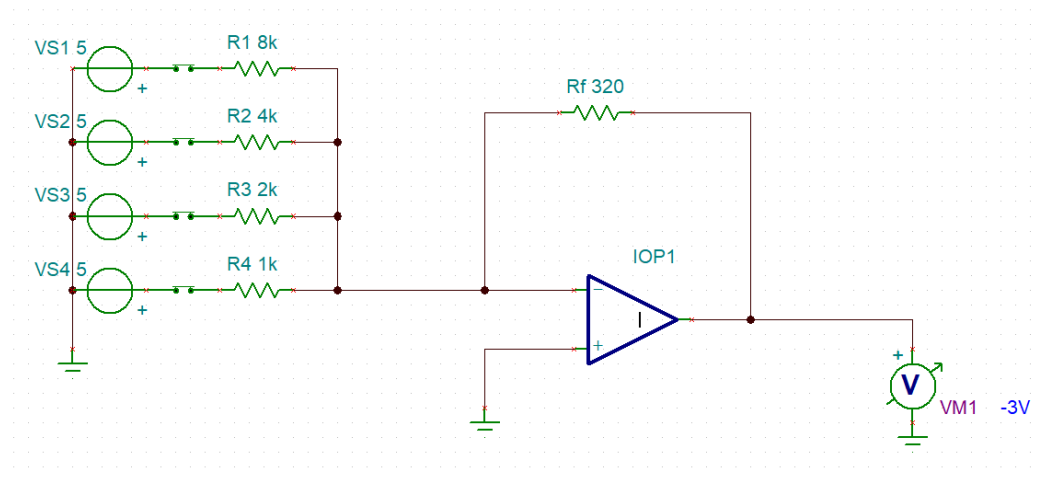 VS1 5
R1 8k
+
VS2 5
R2 4k
+
VS3 5
R3 2k
+
VS4 5
R4 1k
+
Rf 320
IOP1
−
+
I
+
V
VM1 -3V